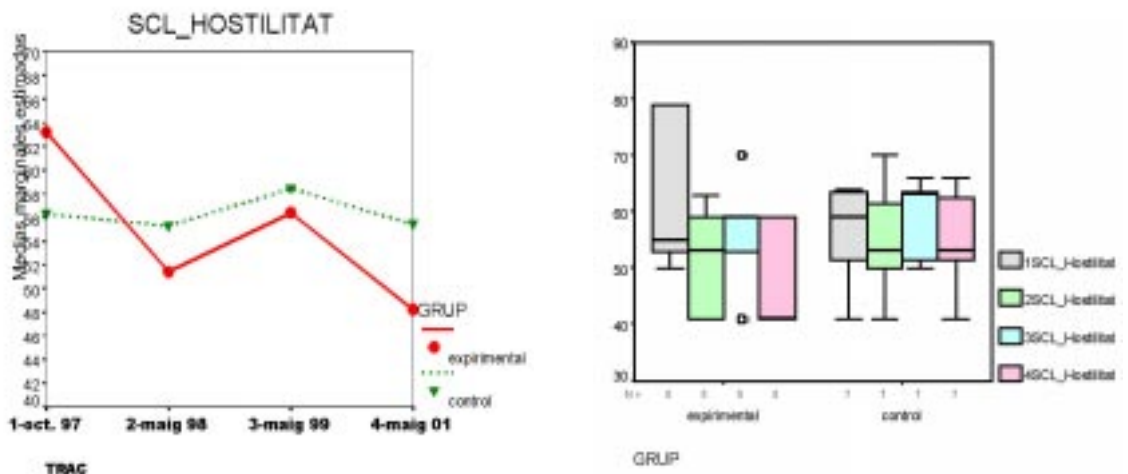 SCL_HOSTILITAT
Medias marginales estimadas
70
68
66
64
62
60
58
56
54
52
50
48
46
44
42
40
1-oct. 97 2-maig 98 3-maig 99 4-maig 01
TRAC
GRUP
expirimental
control
90
80
70
60
50
40
30
expirimental control
GRUP
1SCL_Hostilitat
2SCL_Hostilitat
3SCL_Hostilitat
4SCL_Hostilitat